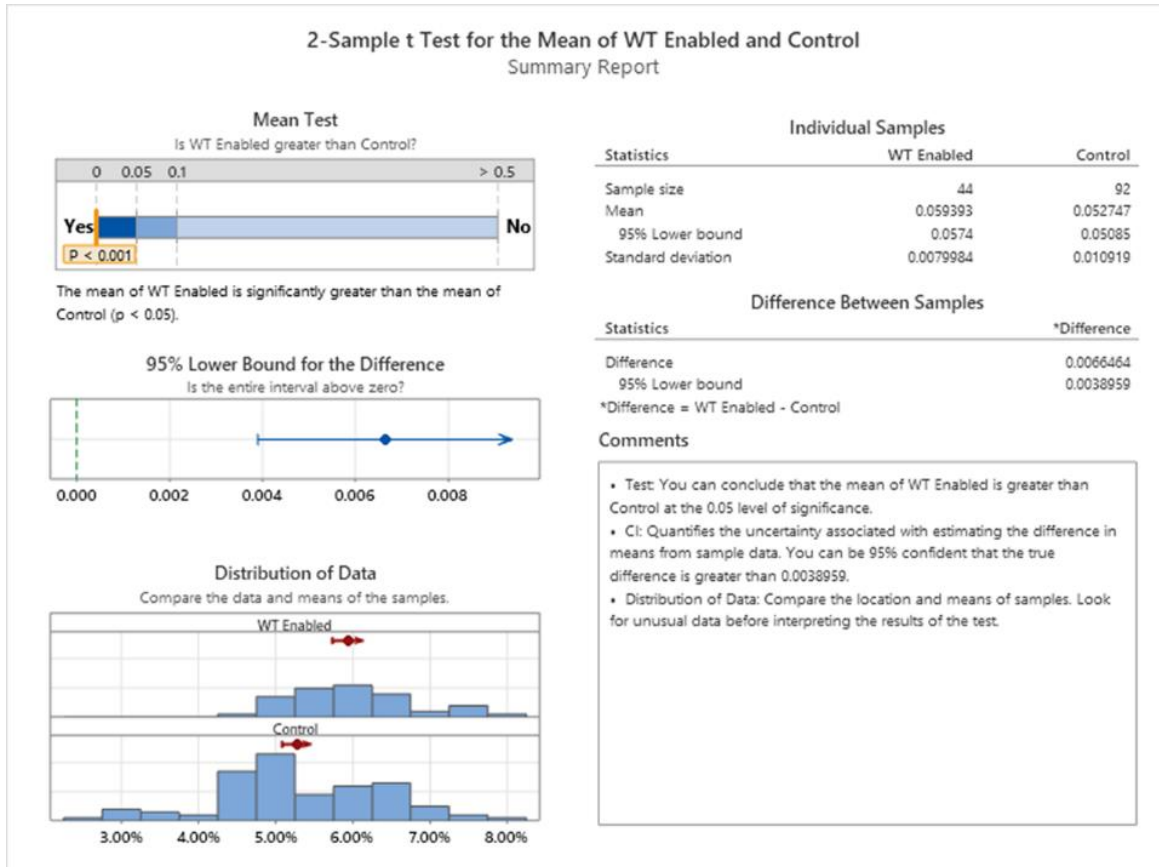 2-Sample t Test for the Mean of WT Enabled and Control
Summary Report
Mean Test
Is WT Enabled greater than Control?
0 0.05 0.1 > 0.5
Yes No
P < 0.001
The mean of WT Enabled is significantly greater than the mean of
Control (p < 0.05).
95% Lower Bound for the Difference
Is the entire interval above zero?
0.000 0.002 0.004 0.006 0.008
Distribution of Data
Compare the data and means of the samples.
WT Enabled
Control
3.00% 4.00% 5.00% 6.00% 7.00% 8.00%
Individual Samples
Statistics WT Enabled Control
Sample size 44 92
Mean 0.059393 0.052747
95% Lower bound 0.0574 0.05085
Standard deviation 0.0079984 0.010919
Difference Between Samples
Statistics *Difference
Difference 0.0066464
95% Lower bound 0.0038959
*Difference = WT Enabled - Control
Comments
• Test: You can conclude that the mean of WT Enabled is greater than
Control at the 0.05 level of significance.
• CI: Quantifies the uncertainty associated with estimating the difference in
means from sample data. You can be 95% confident that the true
difference is greater than 0.0038959.
• Distribution of Data: Compare the location and means of samples. Look
for unusual data before interpreting the results of the test.